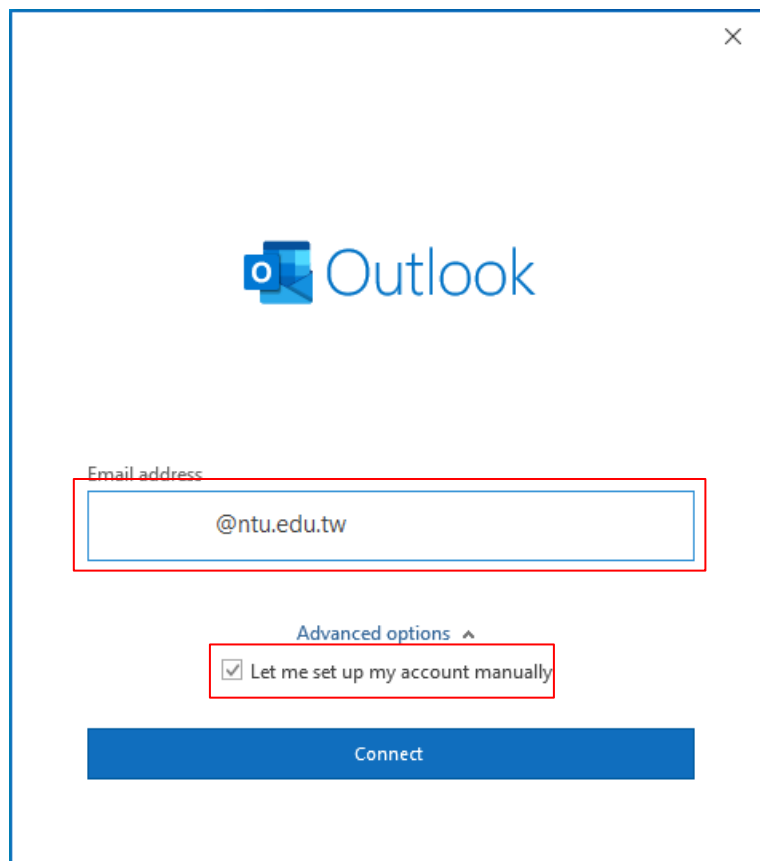 Outlook
Email address
@ntu.edu.tw
Advanced options
Let me set up my account manually
Connect